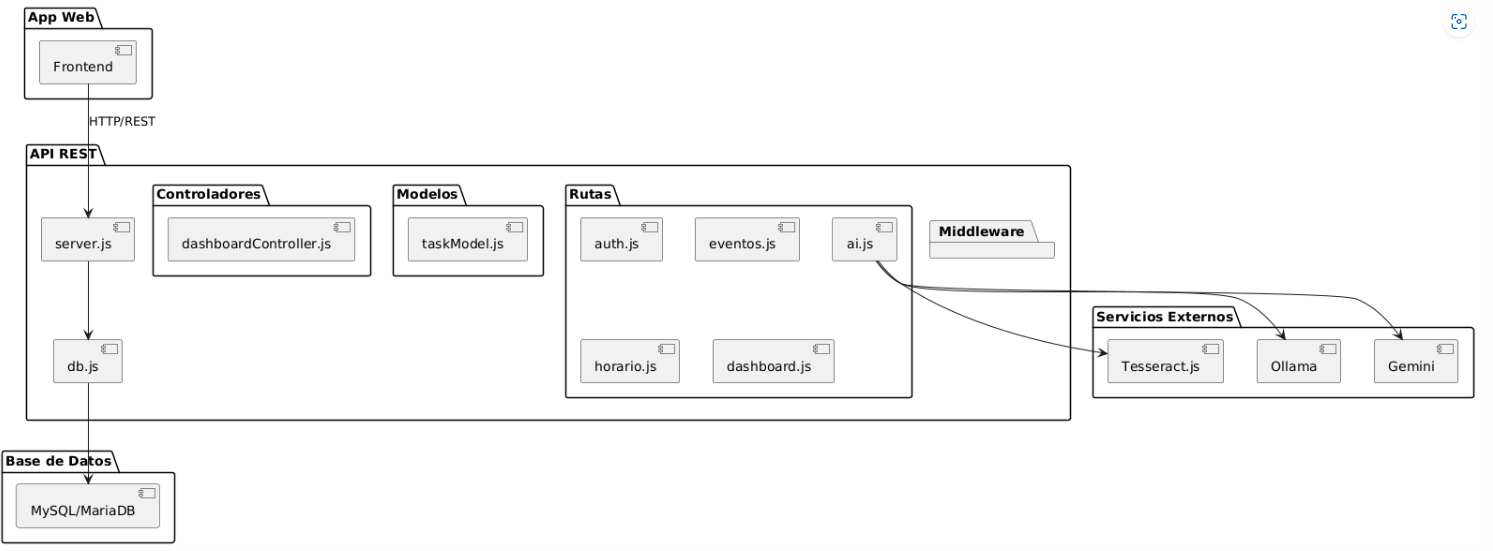 App Web
Frontend
HTTP/REST
API REST
Controladores
Modelos
Rutas
server.js
dashboardController.js
taskModel.js
auth.js
eventos.js
ai.js
Middleware
Servicios Externos
db.js
horario.js
dashboard.js
Tesseract.js
Ollama
Gemini
Base de Datos
MySQL/MariaDB